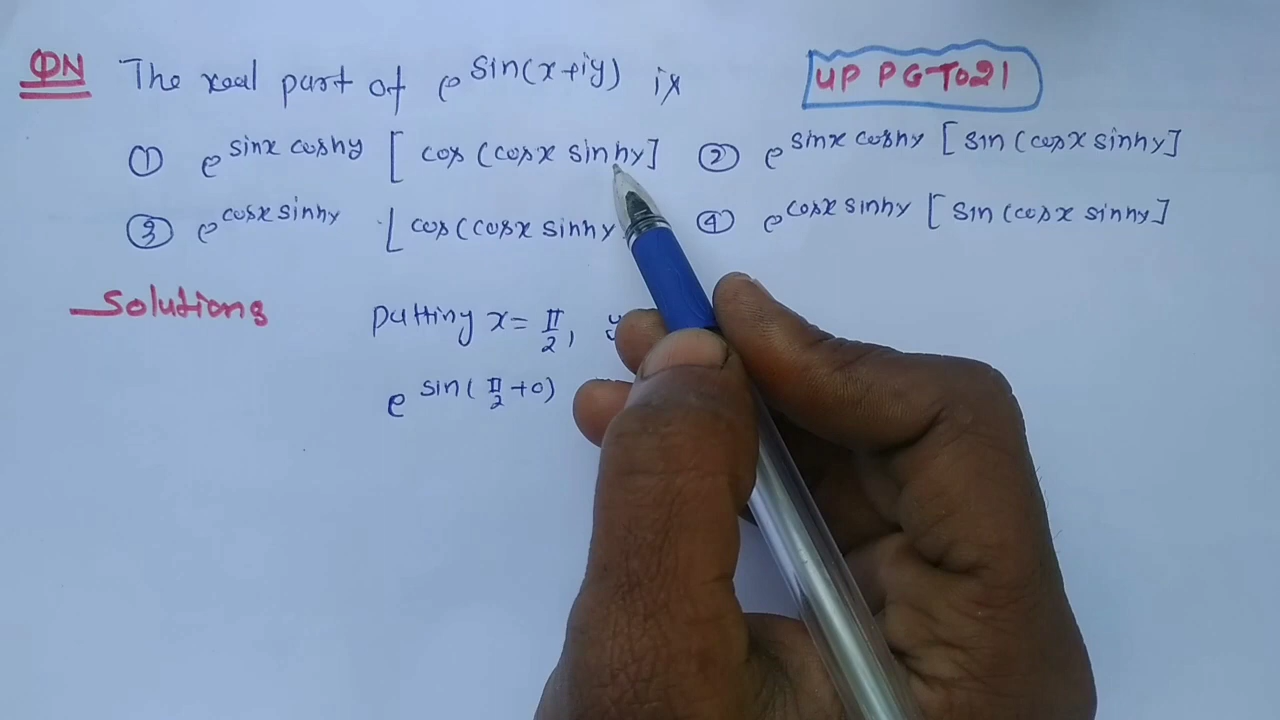 QN The real part of e^sin(x+iy) is UP PGT 021
① e^sinx coshy [ cos (cosx sinhy] ② e^sinx coshy [sin (cosx sinhy]
③ e^cosx sinhy [cos (cosx sinhy ④ e^cosx sinhy [sin (cosx sinhy]
Solutions putting x = π/2, y
e^sin(π/2+0)